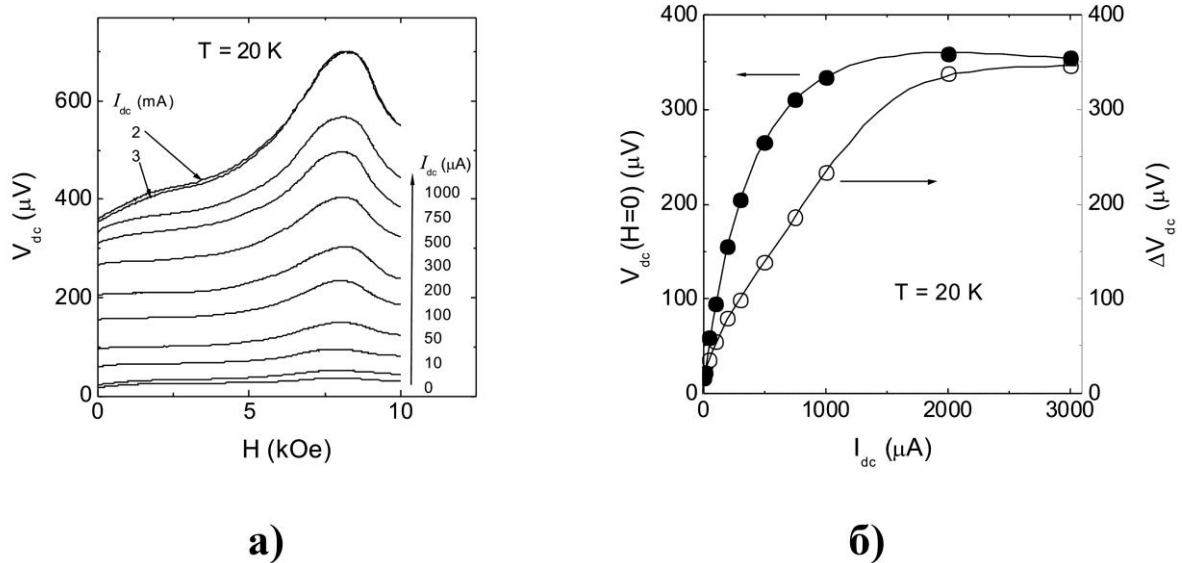 T = 20 K
I_dc (mA)
2
3
I_dc (μA)
1000
750
500
300
200
100
50
10
0
600
400
200
0
V_dc (μV)
0 5 10
H (kOe)
а)
400
300
200
100
0
V_dc(H=0) (μV)
400
300
200
100
0
ΔV_dc (μV)
T = 20 K
0 1000 2000 3000
I_dc (μA)
б)